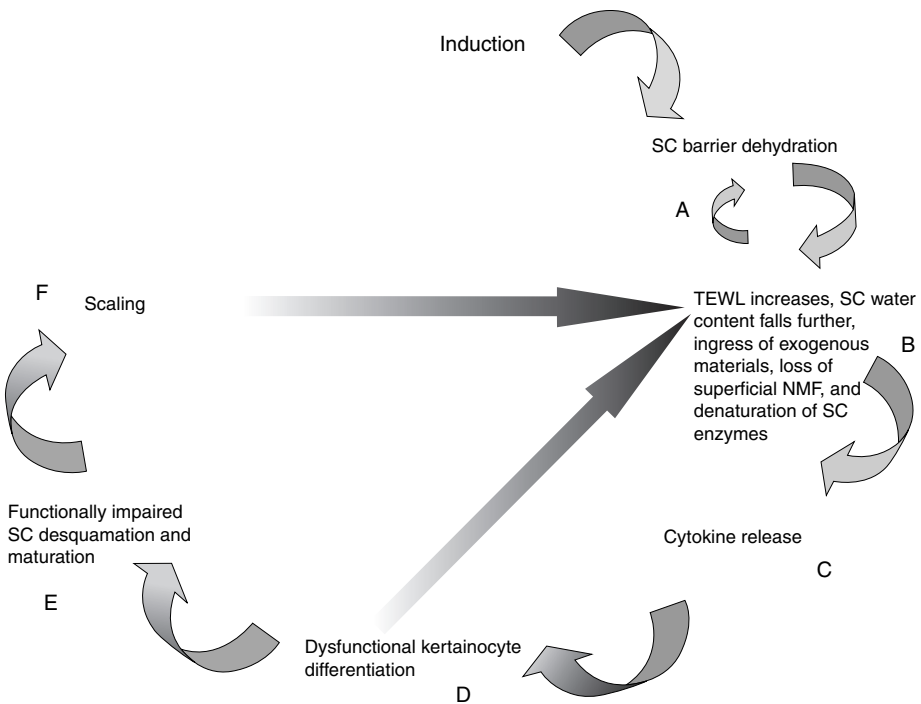 Induction
SC barrier dehydration
A
TEWL increases, SC water
content falls further,
ingress of exogenous
materials, loss of
superficial NMF, and
denaturation of SC
enzymes
B
F
Scaling
Functionally impaired
SC desquamation and
maturation
E
Cytokine release
C
Dysfunctional kertainocyte
differentiation
D